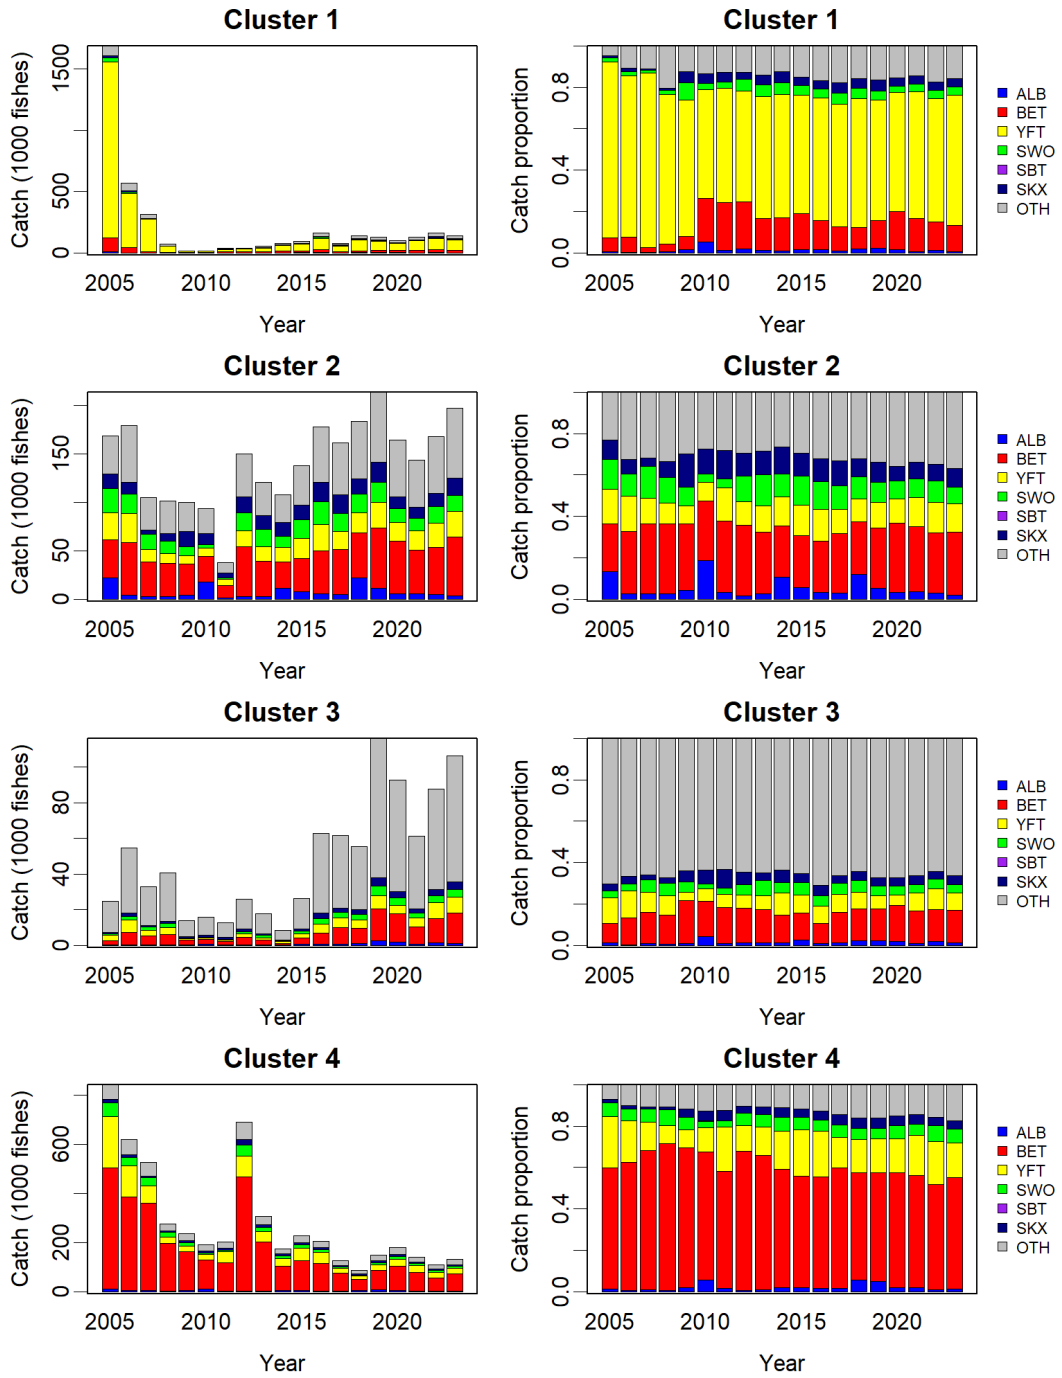 Cluster 1
Cluster 1
Catch (1000 fishes)
0
500
1500
2005
2010
2015
2020
Year
Catch proportion
0.0
0.4
0.8
2005
2010
2015
2020
Year
ALB
BET
YFT
SWO
SBT
SKX
OTH
Cluster 2
Cluster 2
Catch (1000 fishes)
0
50
150
2005
2010
2015
2020
Year
Catch proportion
0.0
0.4
0.8
2005
2010
2015
2020
Year
ALB
BET
YFT
SWO
SBT
SKX
OTH
Cluster 3
Cluster 3
Catch (1000 fishes)
0
40
80
2005
2010
2015
2020
Year
Catch proportion
0.0
0.4
0.8
2005
2010
2015
2020
Year
ALB
BET
YFT
SWO
SBT
SKX
OTH
Cluster 4
Cluster 4
Catch (1000 fishes)
0
200
600
2005
2010
2015
2020
Year
Catch proportion
0.0
0.4
0.8
2005
2010
2015
2020
Year
ALB
BET
YFT
SWO
SBT
SKX
OTH